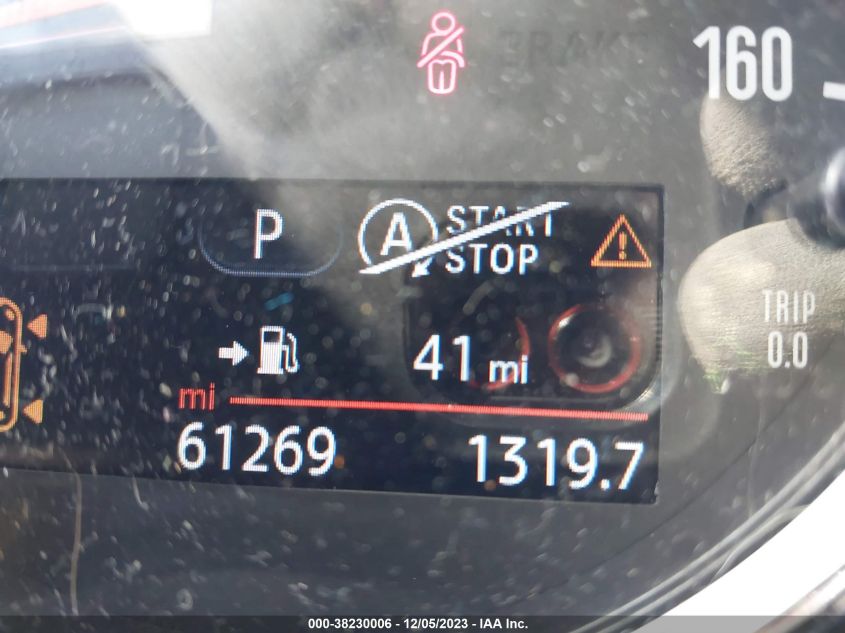 BRAKE
160
P
A
START
STOP
TRIP
0.0
41 mi
mi
61269 1319.7
000-38230006 - 12/05/2023 - IAA Inc.